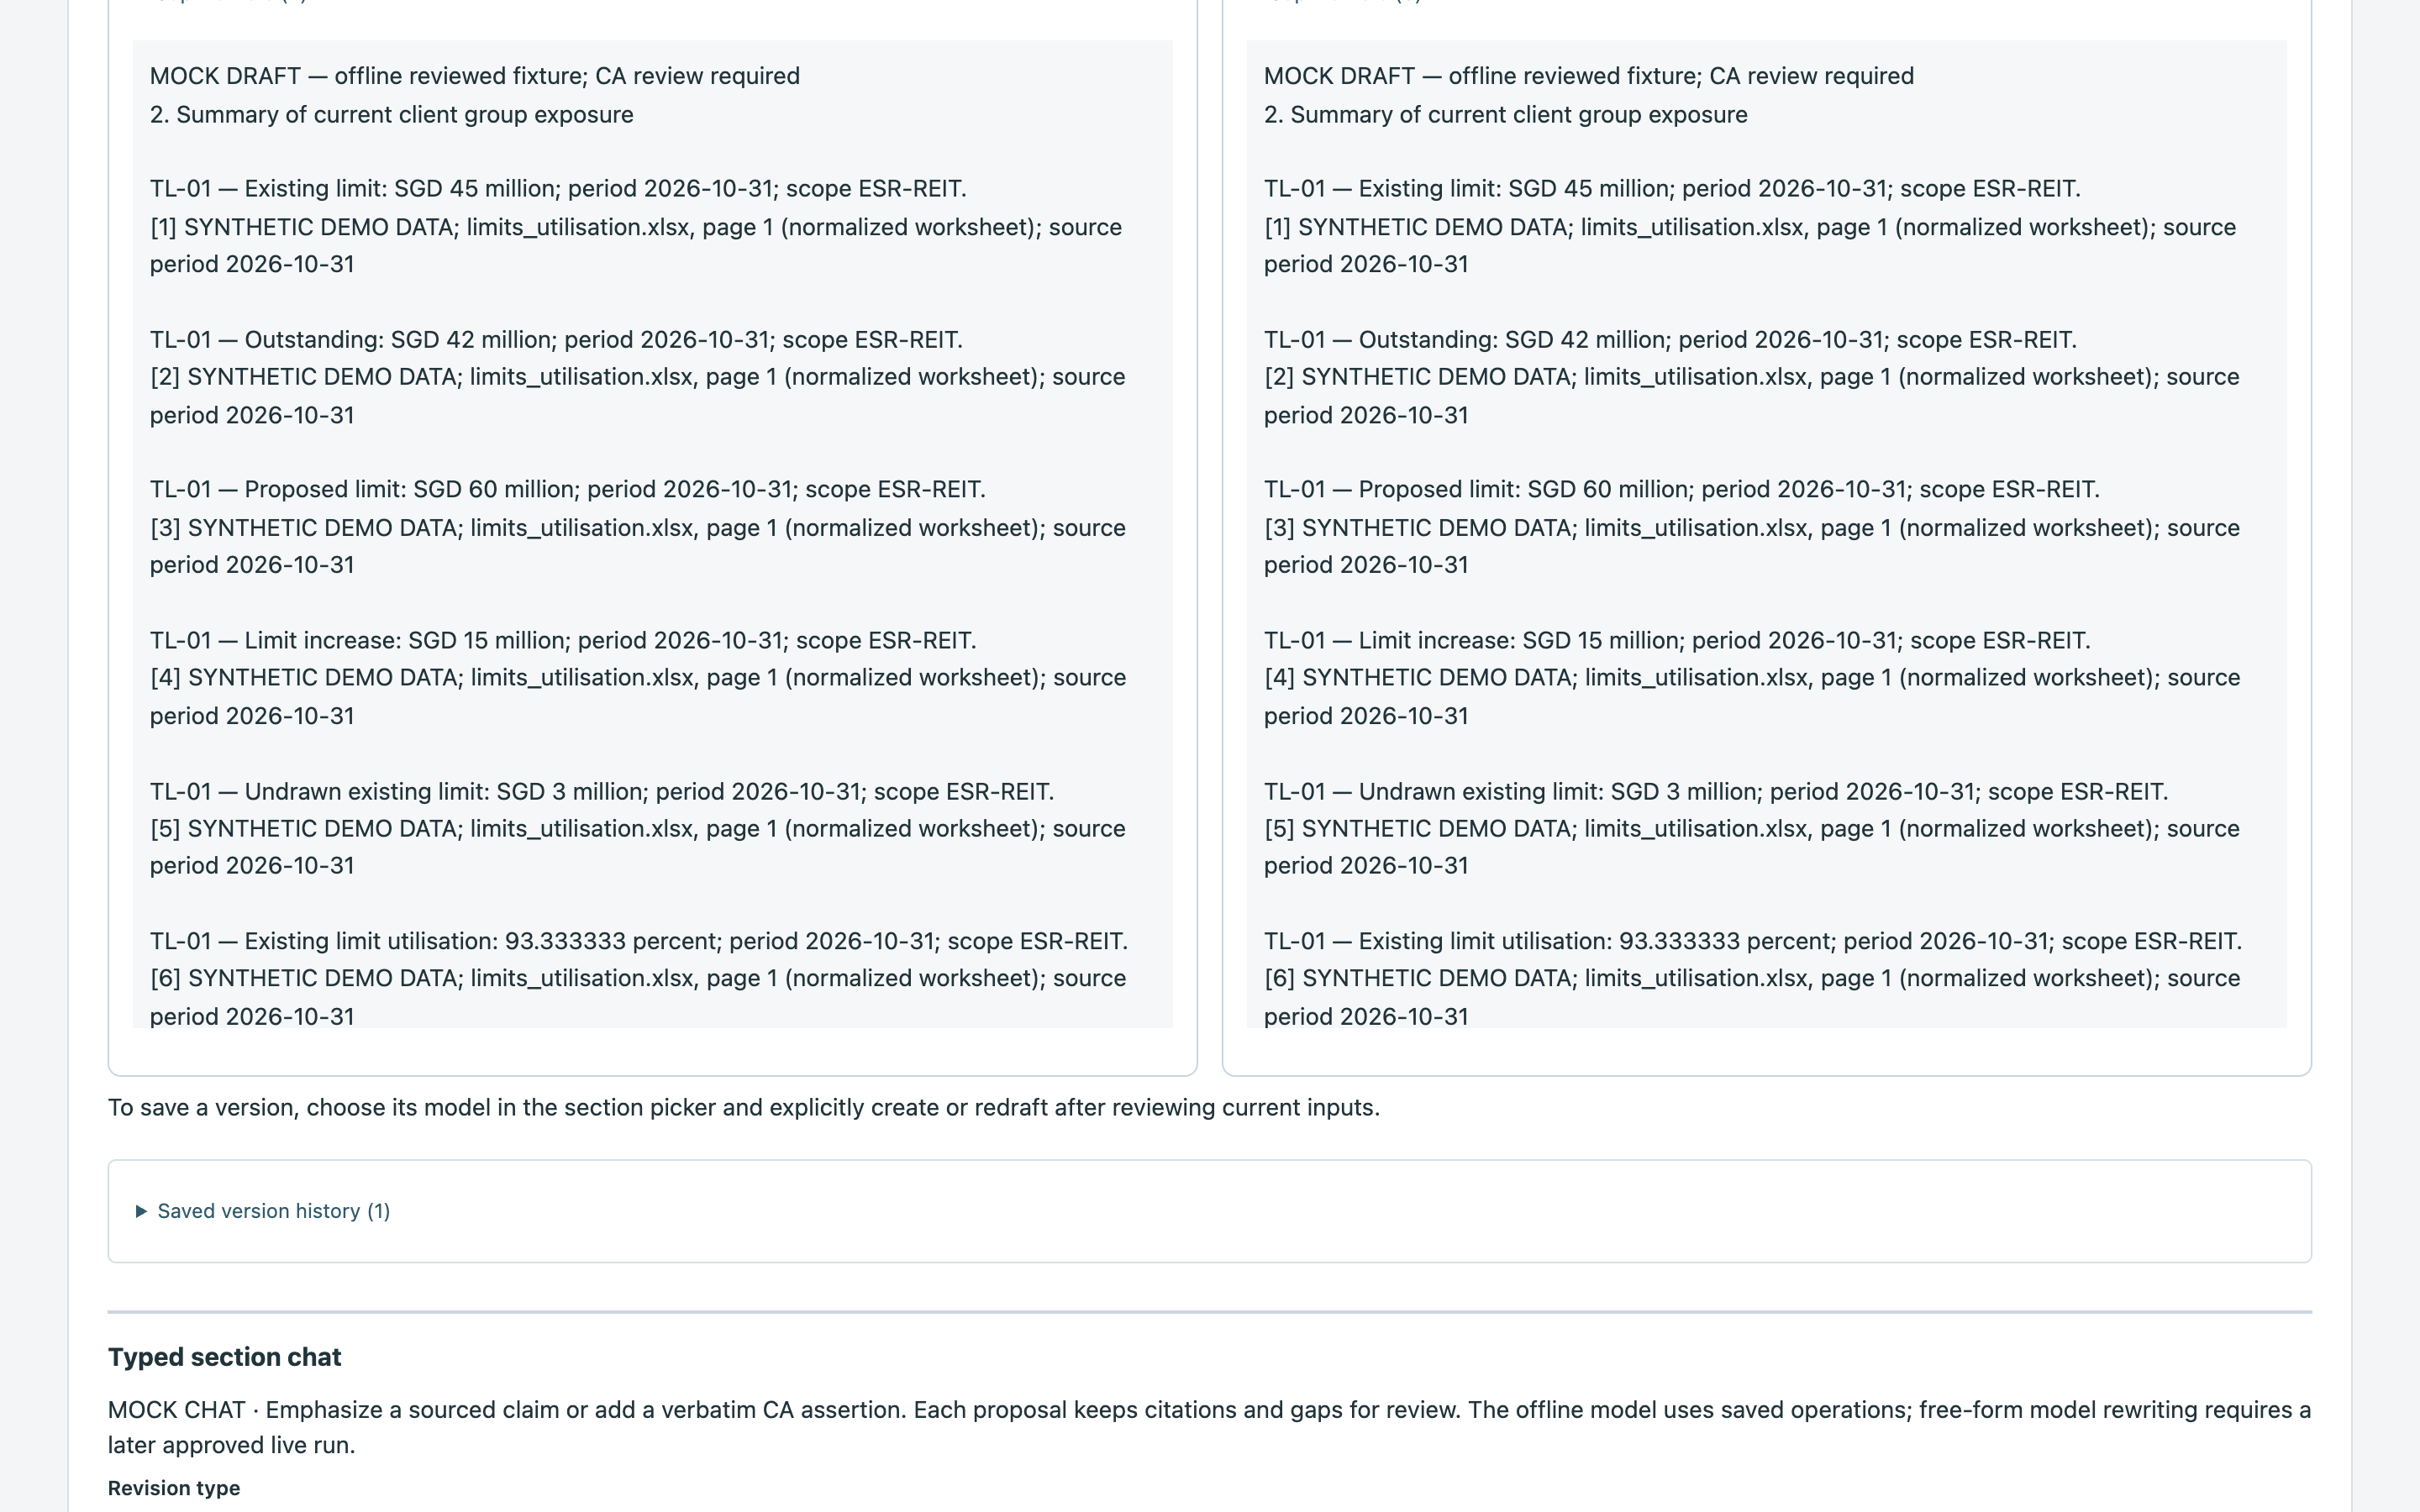 MOCK DRAFT — offline reviewed fixture; CA review required
2. Summary of current client group exposure
TL-01 — Existing limit: SGD 45 million; period 2026-10-31; scope ESR-REIT.
[1] SYNTHETIC DEMO DATA; limits_utilisation.xlsx, page 1 (normalized worksheet); source
period 2026-10-31
TL-01 — Outstanding: SGD 42 million; period 2026-10-31; scope ESR-REIT.
[2] SYNTHETIC DEMO DATA; limits_utilisation.xlsx, page 1 (normalized worksheet); source
period 2026-10-31
TL-01 — Proposed limit: SGD 60 million; period 2026-10-31; scope ESR-REIT.
[3] SYNTHETIC DEMO DATA; limits_utilisation.xlsx, page 1 (normalized worksheet); source
period 2026-10-31
TL-01 — Limit increase: SGD 15 million; period 2026-10-31; scope ESR-REIT.
[4] SYNTHETIC DEMO DATA; limits_utilisation.xlsx, page 1 (normalized worksheet); source
period 2026-10-31
TL-01 — Undrawn existing limit: SGD 3 million; period 2026-10-31; scope ESR-REIT.
[5] SYNTHETIC DEMO DATA; limits_utilisation.xlsx, page 1 (normalized worksheet); source
period 2026-10-31
TL-01 — Existing limit utilisation: 93.333333 percent; period 2026-10-31; scope ESR-REIT.
[6] SYNTHETIC DEMO DATA; limits_utilisation.xlsx, page 1 (normalized worksheet); source
period 2026-10-31
MOCK DRAFT — offline reviewed fixture; CA review required
2. Summary of current client group exposure
TL-01 — Existing limit: SGD 45 million; period 2026-10-31; scope ESR-REIT.
[1] SYNTHETIC DEMO DATA; limits_utilisation.xlsx, page 1 (normalized worksheet); source
period 2026-10-31
TL-01 — Outstanding: SGD 42 million; period 2026-10-31; scope ESR-REIT.
[2] SYNTHETIC DEMO DATA; limits_utilisation.xlsx, page 1 (normalized worksheet); source
period 2026-10-31
TL-01 — Proposed limit: SGD 60 million; period 2026-10-31; scope ESR-REIT.
[3] SYNTHETIC DEMO DATA; limits_utilisation.xlsx, page 1 (normalized worksheet); source
period 2026-10-31
TL-01 — Limit increase: SGD 15 million; period 2026-10-31; scope ESR-REIT.
[4] SYNTHETIC DEMO DATA; limits_utilisation.xlsx, page 1 (normalized worksheet); source
period 2026-10-31
TL-01 — Undrawn existing limit: SGD 3 million; period 2026-10-31; scope ESR-REIT.
[5] SYNTHETIC DEMO DATA; limits_utilisation.xlsx, page 1 (normalized worksheet); source
period 2026-10-31
TL-01 — Existing limit utilisation: 93.333333 percent; period 2026-10-31; scope ESR-REIT.
[6] SYNTHETIC DEMO DATA; limits_utilisation.xlsx, page 1 (normalized worksheet); source
period 2026-10-31
To save a version, choose its model in the section picker and explicitly create or redraft after reviewing current inputs.
Saved version history (1)
Typed section chat
MOCK CHAT · Emphasize a sourced claim or add a verbatim CA assertion. Each proposal keeps citations and gaps for review. The offline model uses saved operations; free-form model rewriting requires a
later approved live run.
Revision type